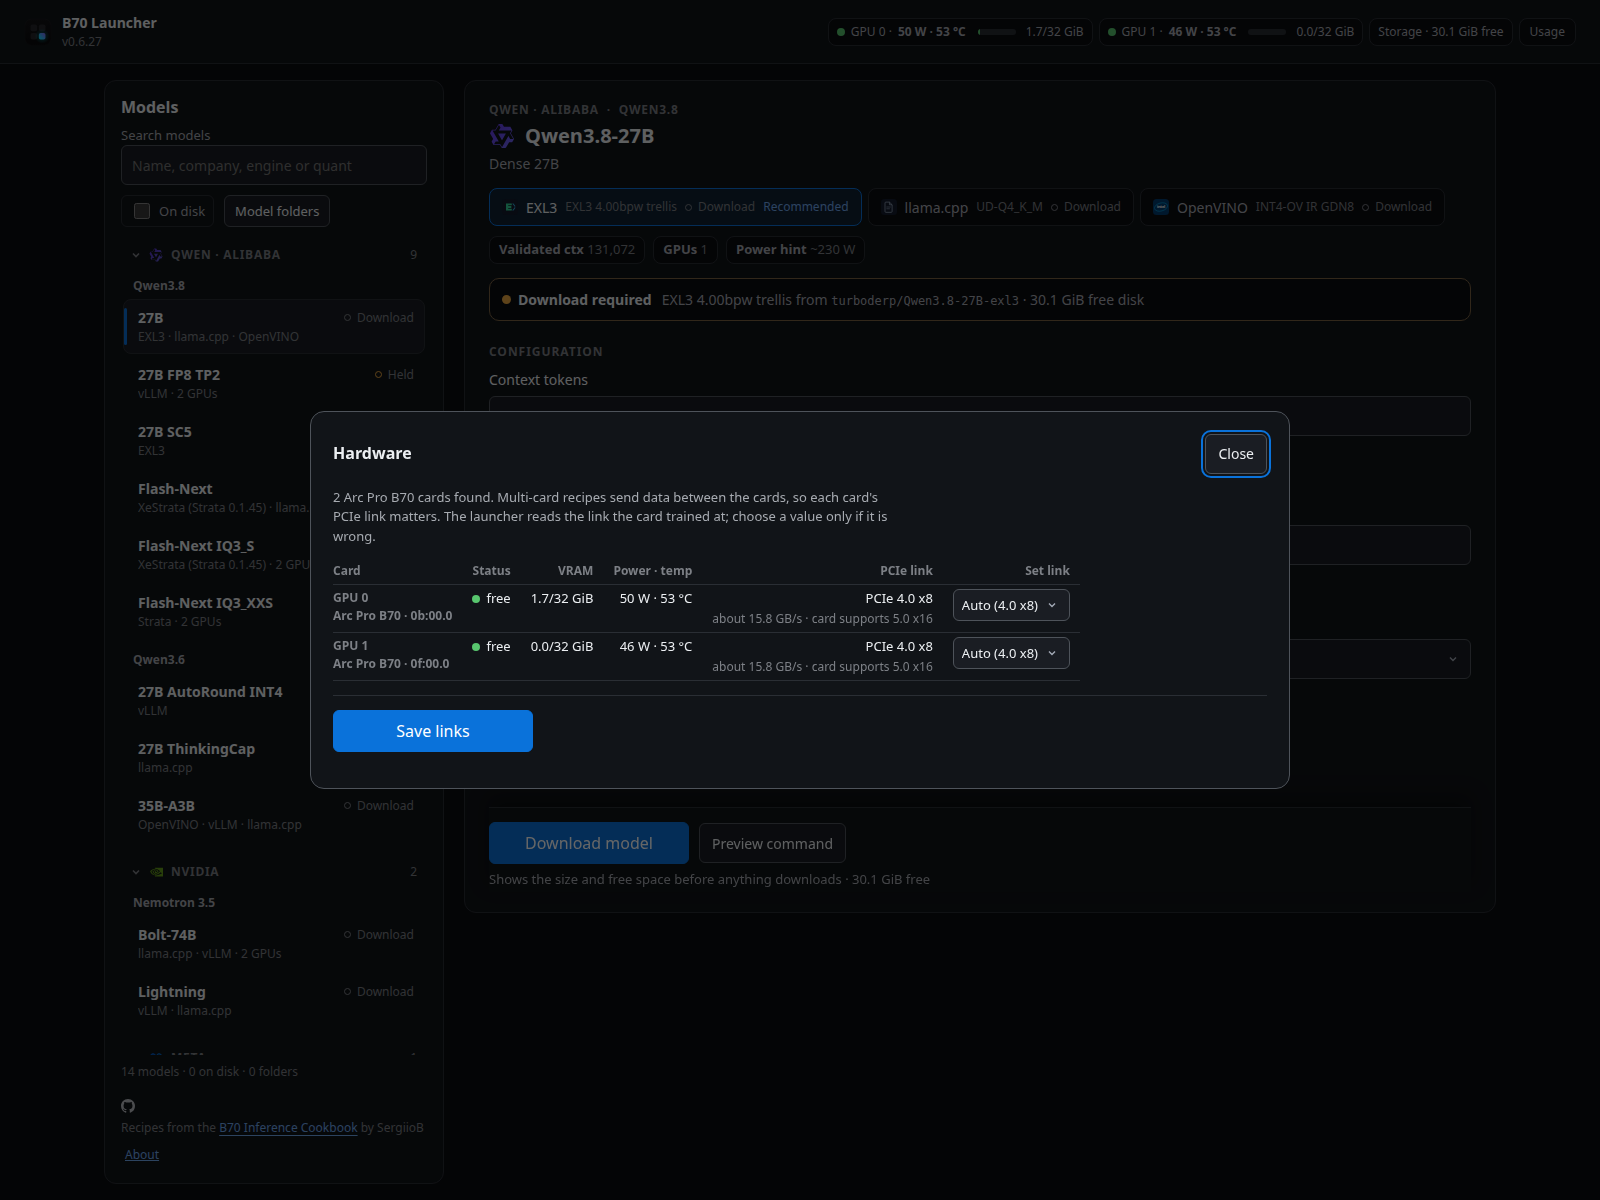 B70 Launcher
v0.6.27
GPU 0 · 50 W · 53 °C 1.7/32 GiB
GPU 1 · 46 W · 53 °C 0.0/32 GiB
Storage · 30.1 GiB free
Usage
Models
Search models
Name, company, engine or quant
On disk
Model folders
QWEN · ALIBABA 9
Qwen3.8
27B Download
EXL3 · llama.cpp · OpenVINO
27B FP8 TP2 Held
vLLM · 2 GPUs
27B SC5
EXL3
Flash-Next
XeStrata (Strata 0.1.45) · llama.
Flash-Next IQ3_S
XeStrata (Strata 0.1.45) · 2 GPU
Flash-Next IQ3_XXS
Strata · 2 GPUs
Qwen3.6
27B AutoRound INT4
vLLM
27B ThinkingCap
llama.cpp
35B-A3B Download
OpenVINO · vLLM · llama.cpp
NVIDIA 2
Nemotron 3.5
Bolt-74B Download
llama.cpp · vLLM · 2 GPUs
Lightning Download
vLLM · llama.cpp
14 models · 0 on disk · 0 folders
Recipes from the B70 Inference Cookbook by SergiioB
About
QWEN · ALIBABA · QWEN3.8
Qwen3.8-27B
Dense 27B
EXL3 EXL3 4.00bpw trellis Download Recommended
llama.cpp UD-Q4_K_M Download
OpenVINO INT4-OV IR GDN8 Download
Validated ctx 131,072
GPUs 1
Power hint ~230 W
Download required EXL3 4.00bpw trellis from turboderp/Qwen3.8-27B-exl3 · 30.1 GiB free disk
CONFIGURATION
Context tokens
Hardware
Close
2 Arc Pro B70 cards found. Multi-card recipes send data between the cards, so each card's
PCIe link matters. The launcher reads the link the card trained at; choose a value only if it is
wrong.
Card Status VRAM Power · temp PCIe link Set link
GPU 0 free 1.7/32 GiB 50 W · 53 °C PCIe 4.0 x8 Auto (4.0 x8)
Arc Pro B70 · 0b:00.0 about 15.8 GB/s · card supports 5.0 x16
GPU 1 free 0.0/32 GiB 46 W · 53 °C PCIe 4.0 x8 Auto (4.0 x8)
Arc Pro B70 · 0f:00.0 about 15.8 GB/s · card supports 5.0 x16
Save links
Download model
Preview command
Shows the size and free space before anything downloads · 30.1 GiB free